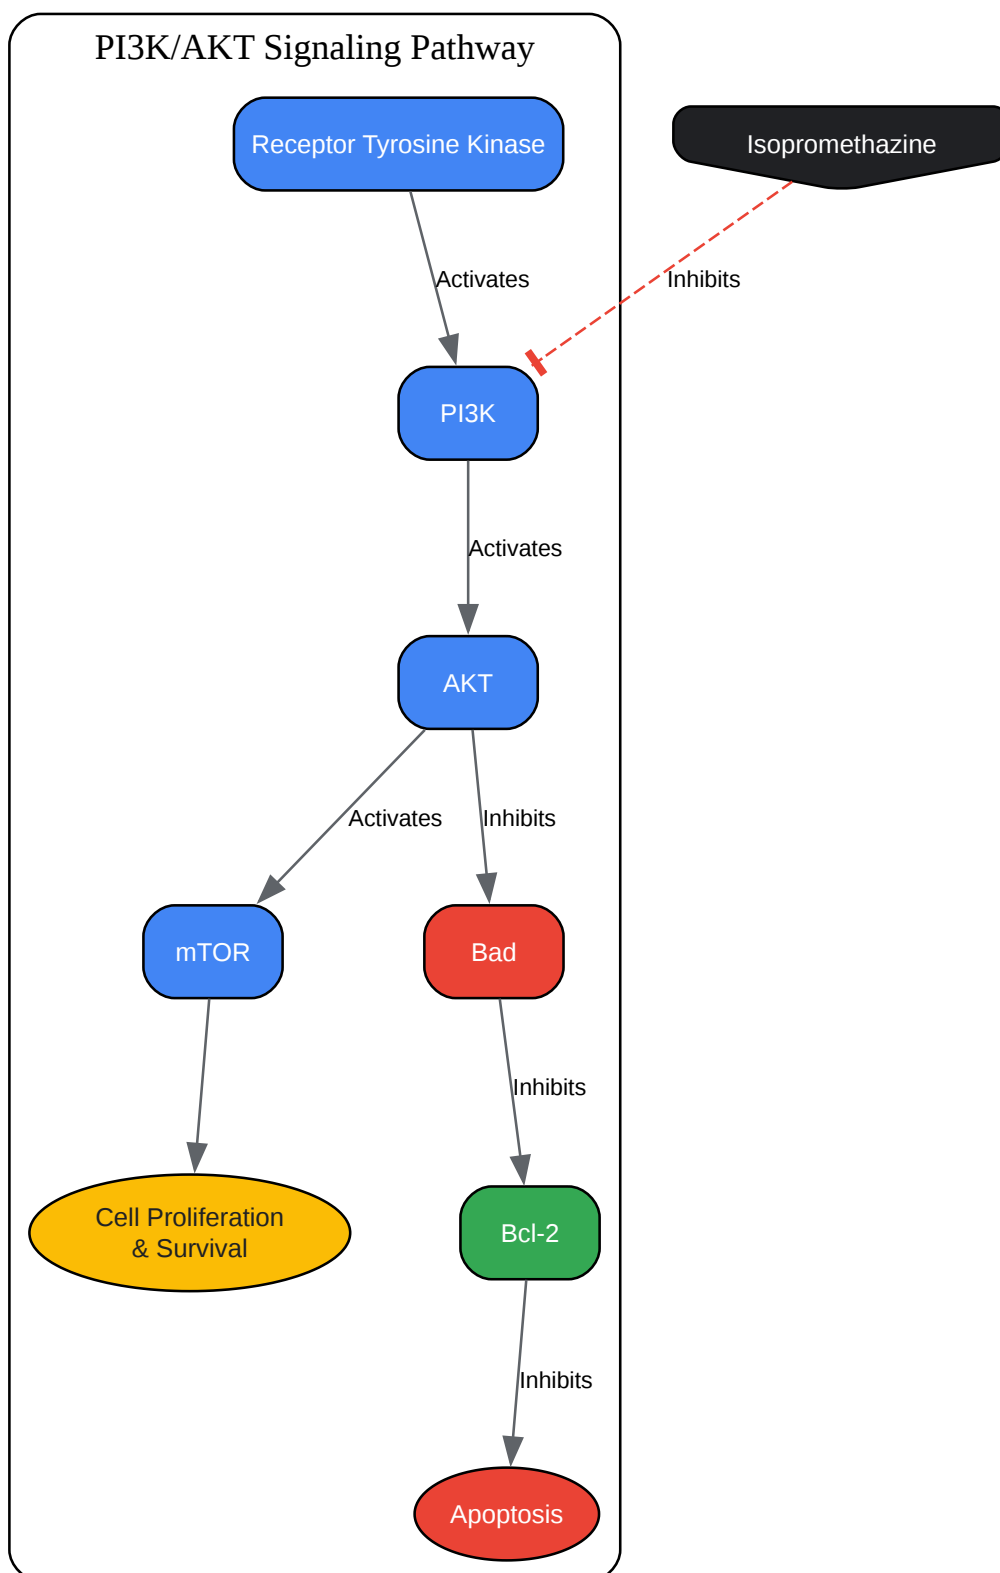 PI3K/AKT Signaling Pathway
Receptor Tyrosine Kinase
Isopromethazine
Activates
Inhibits
PI3K
Activates
AKT
Activates
Inhibits
mTOR
Bad
Inhibits
Cell Proliferation
& Survival
Bcl-2
Inhibits
Apoptosis